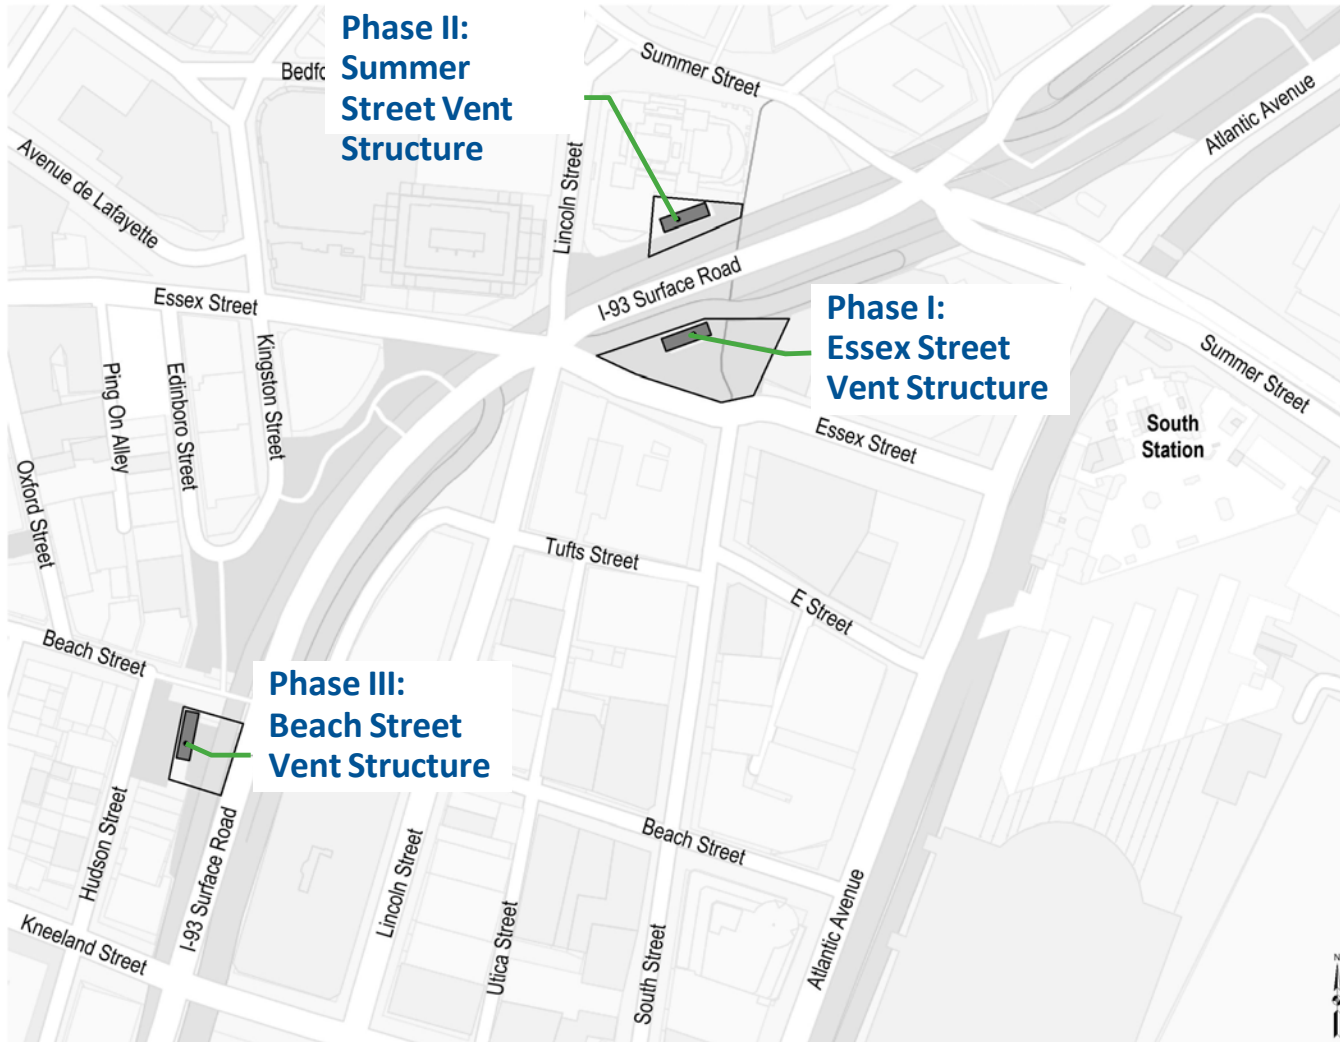 Phase II:
Summer
Street Vent
Structure
Summer Street
Atlantic Avenue
Avenue de Lafayette
Lincoln Street
I-93 Surface Road
Essex Street
Phase I:
Essex Street
Vent Structure
Summer Street
South
Station
Essex Street
Kingston Street
Edinboro Street
Ping On Alley
Oxford Street
Tufts Street
E Street
Beach Street
Phase III:
Beach Street
Vent Structure
Hudson Street
I-93 Surface Road
Lincoln Street
Beach Street
Utica Street
South Street
Atlantic Avenue
Kneeland Street
N